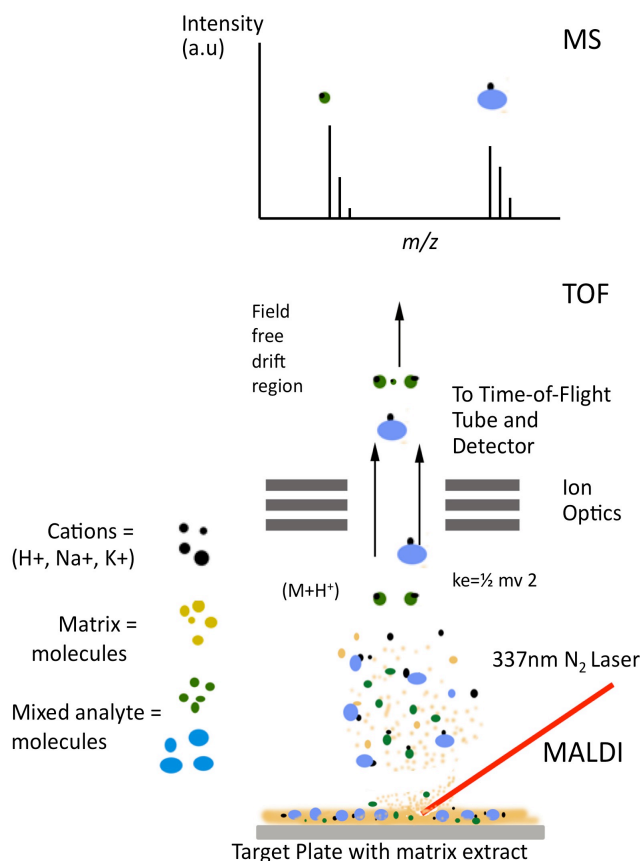 Intensity
(a.u)
MS
m/z
TOF
Field
free
drift
region
To Time-of-Flight
Tube and
Detector
Ion
Optics
Cations =
(H+, Na+, K+)
(M+H⁺)
ke=½ mv 2
Matrix =
molecules
337nm N₂ Laser
Mixed analyte =
molecules
MALDI
Target Plate with matrix extract